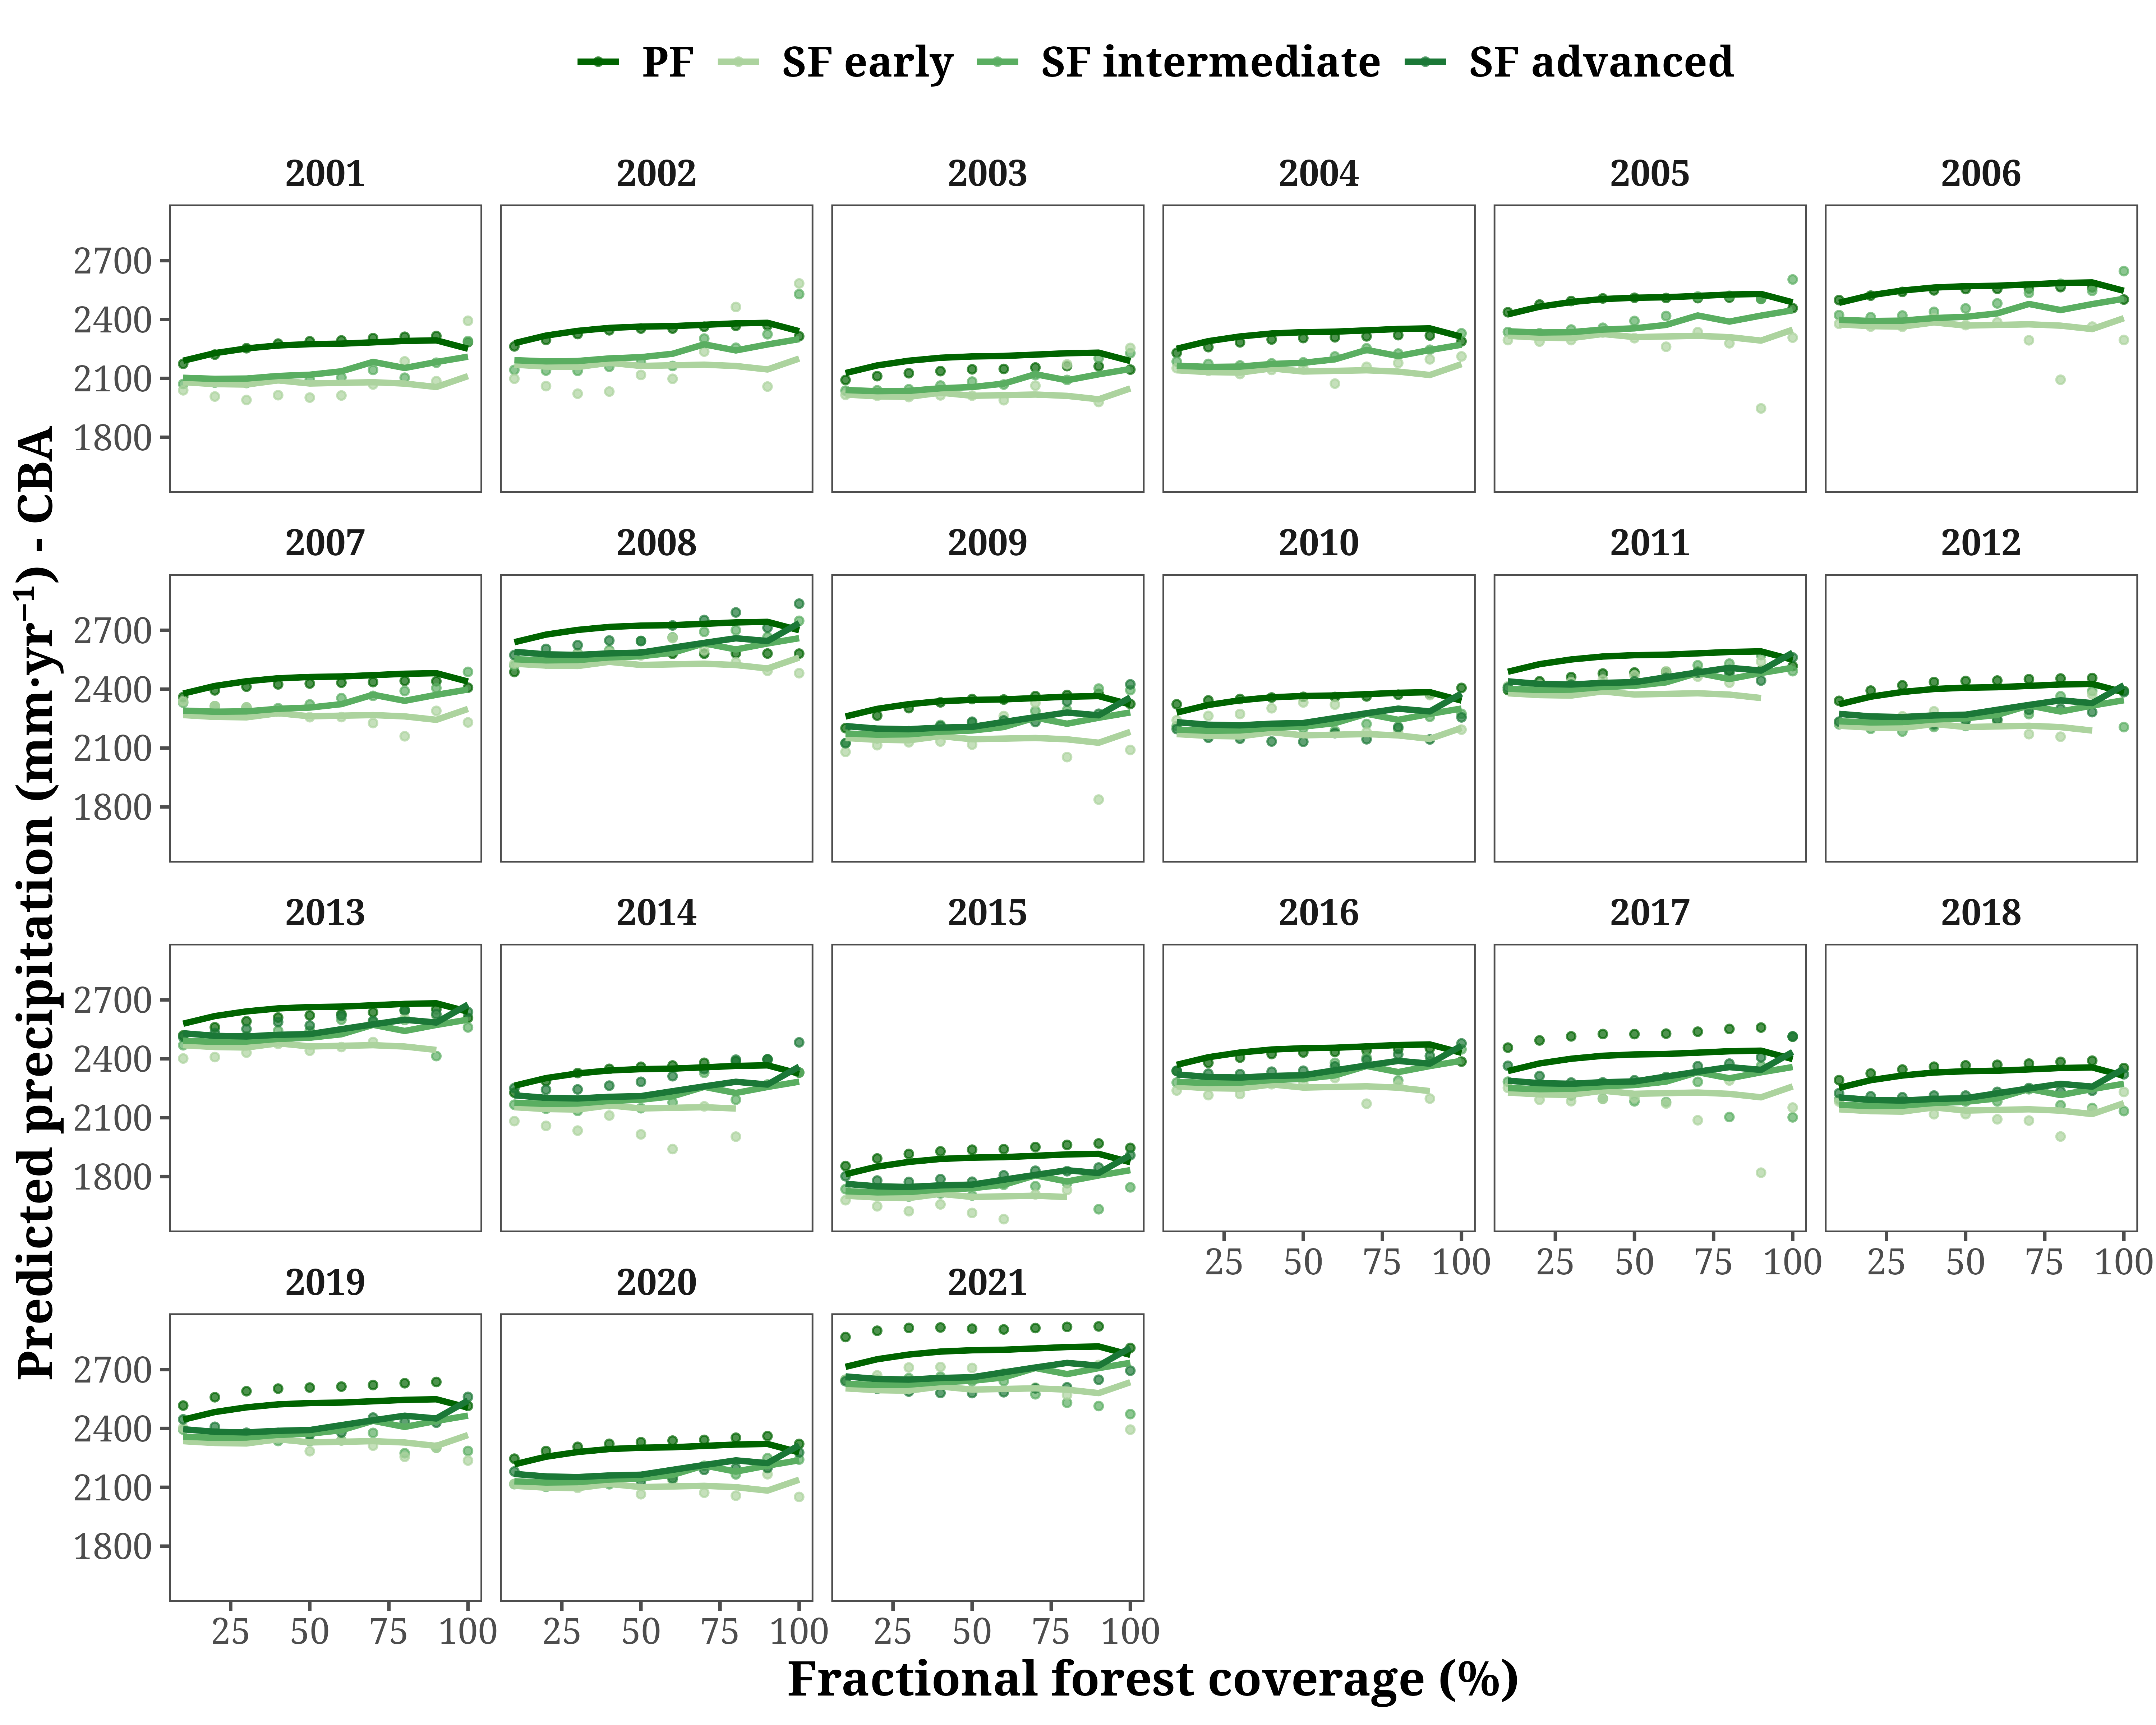 PF SF early SF intermediate SF advanced
2001 2002 2003 2004 2005 2006
2700
2400
2100
1800
2007 2008 2009 2010 2011 2012
2700
2400
2100
1800
2013 2014 2015 2016 2017 2018
2700
2400
2100
1800
25 50 75 100 25 50 75 100 25 50 75 100
2019 2020 2021
2700
2400
2100
1800
25 50 75 100 25 50 75 100 25 50 75 100
Fractional forest coverage (%)
Predicted precipitation (mm·yr⁻¹) - CBA